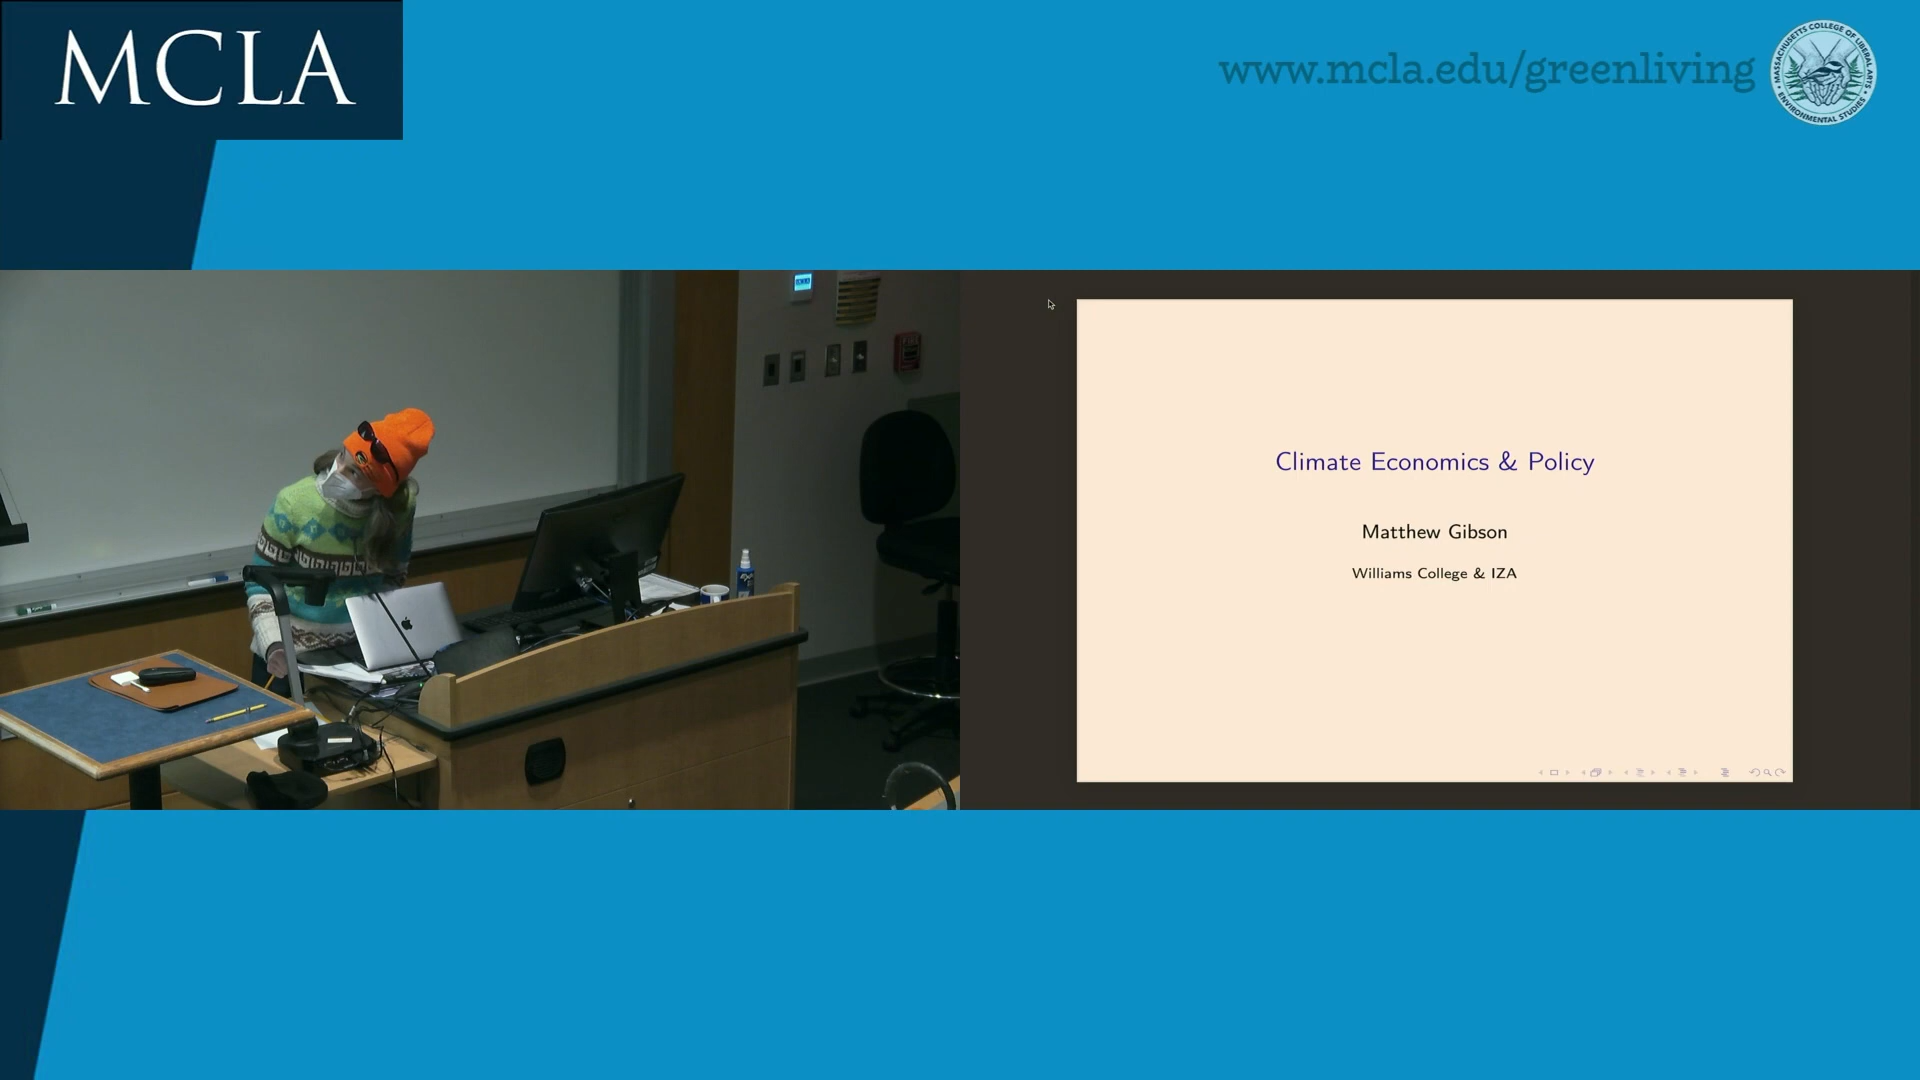 MCLA
www.mcla.edu/greenliving
MASSACHUSETTS COLLEGE OF LIBERAL ARTS
ENVIRONMENTAL STUDIES
Climate Economics & Policy
Matthew Gibson
Williams College & IZA